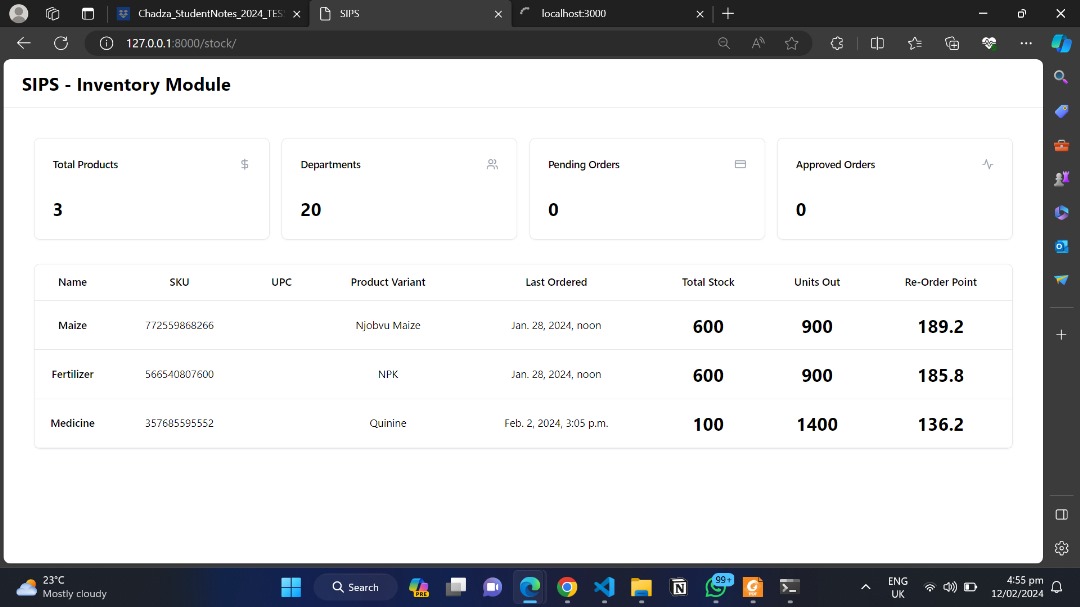 Chadza_StudentNotes_2024_TES
SIPS
localhost:3000
127.0.0.1:8000/stock/
SIPS - Inventory Module
Total Products
Departments
Pending Orders
Approved Orders
3
20
0
0
Name SKU UPC Product Variant Last Ordered Total Stock Units Out Re-Order Point
Maize 772559868266 Njobvu Maize Jan. 28, 2024, noon 600 900 189.2
Fertilizer 566540807600 NPK Jan. 28, 2024, noon 600 900 185.8
Medicine 357685595552 Quinine Feb. 2, 2024, 3:05 p.m. 100 1400 136.2
23°C
Mostly cloudy
Search
PRE
99+
ENG
UK
4:55 pm
12/02/2024